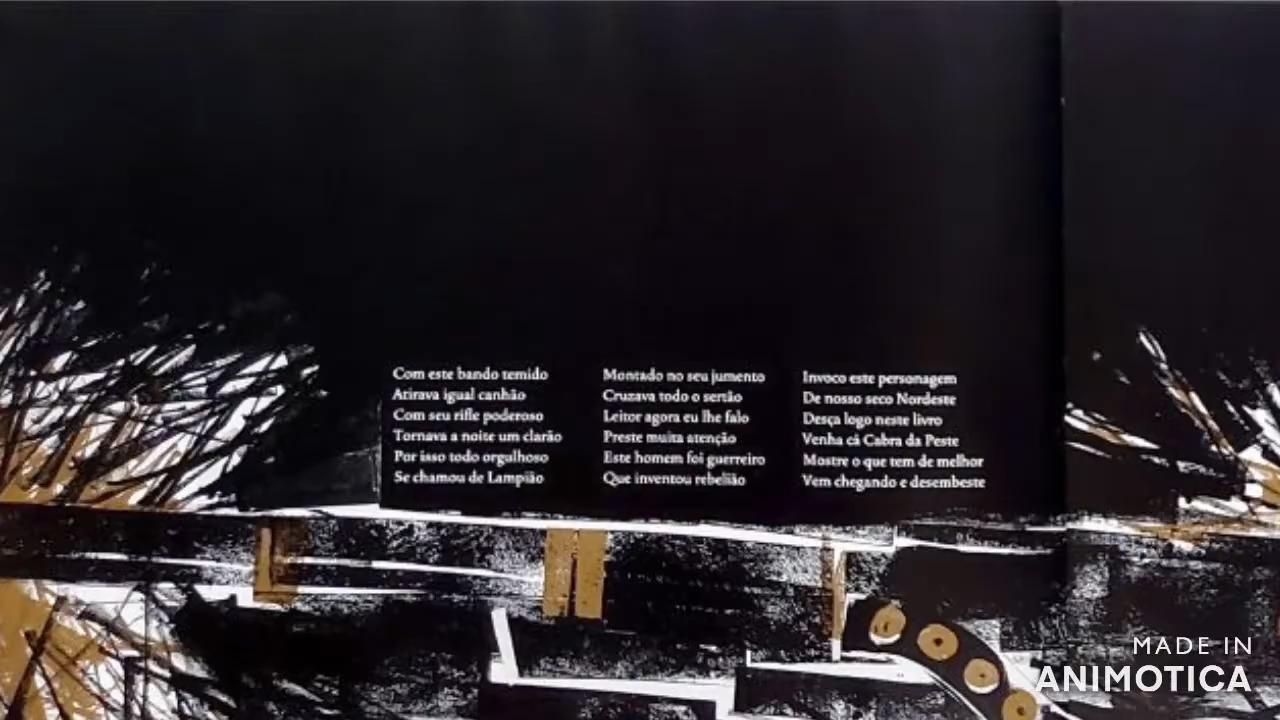 Com este bando temido
Atirava igual canhão
Com seu rifle poderoso
Tornava a noite um clarão
Por isso todo orgulhoso
Se chamou de Lampião
Montado no seu jumento
Cruzava todo o sertão
Leitor agora eu lhe falo
Preste muita atenção
Este homem foi guerreiro
Que inventou rebelião
Invoco este personagem
De nosso seco Nordeste
Desça logo neste livro
Venha cá Cabra da Peste
Mostre o que tem de melhor
Vem chegando e desembeste
MADE IN
ANIMOTICA